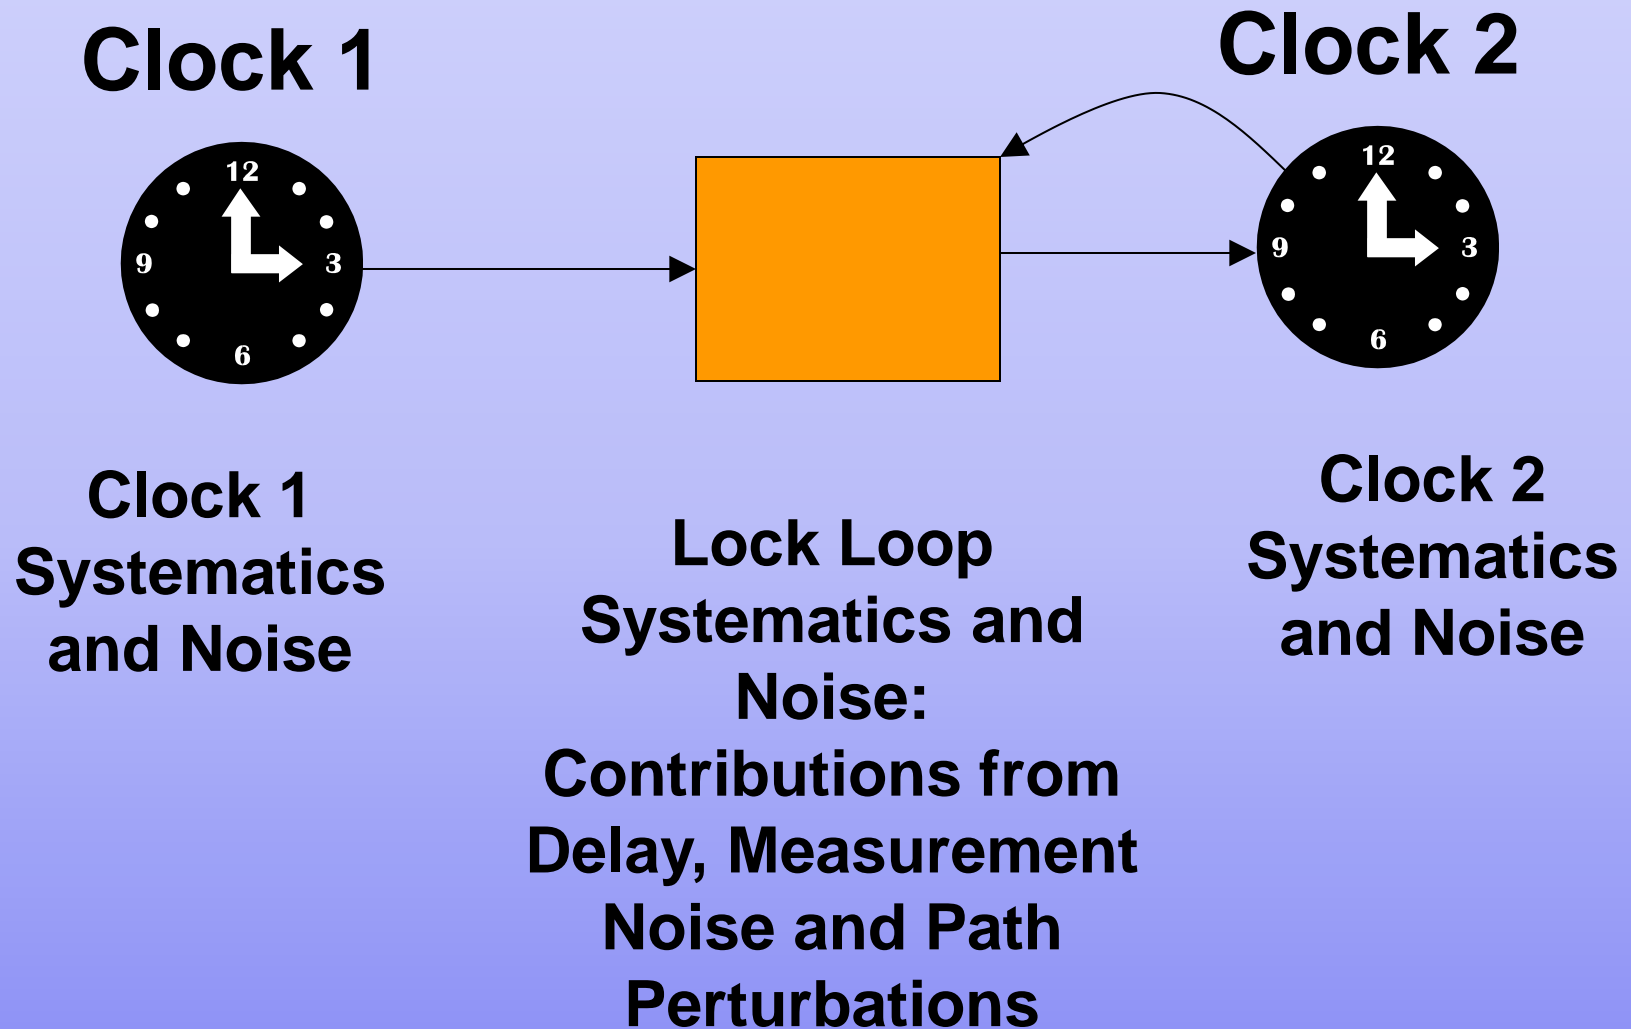 Clock 1
Clock 2
12
9
3
6
12
9
3
6
Clock 1
Systematics
and Noise
Lock Loop
Systematics and
Noise:
Contributions from
Delay, Measurement
Noise and Path
Perturbations
Clock 2
Systematics
and Noise